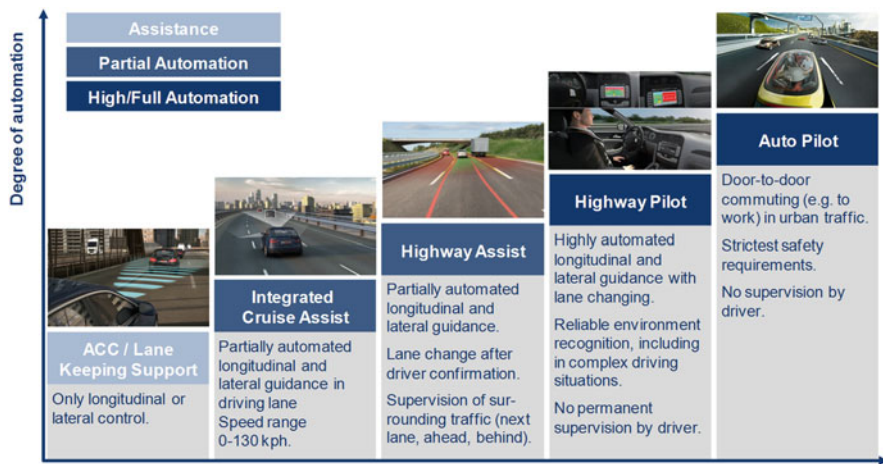 Degree of automation
Assistance
Partial Automation
High/Full Automation
ACC / Lane
Keeping Support
Only longitudinal or
lateral control.
Integrated
Cruise Assist
Partially automated
longitudinal and
lateral guidance in
driving lane
Speed range
0-130 kph.
Highway Assist
Partially automated
longitudinal and
lateral guidance.
Lane change after
driver confirmation.
Supervision of sur-
rounding traffic (next
lane, ahead, behind).
Highway Pilot
Highly automated
longitudinal and
lateral guidance with
lane changing.
Reliable environment
recognition, including
in complex driving
situations.
No permanent
supervision by driver.
Auto Pilot
Door-to-door
commuting (e.g. to
work) in urban traffic.
Strictest safety
requirements.
No supervision by
driver.